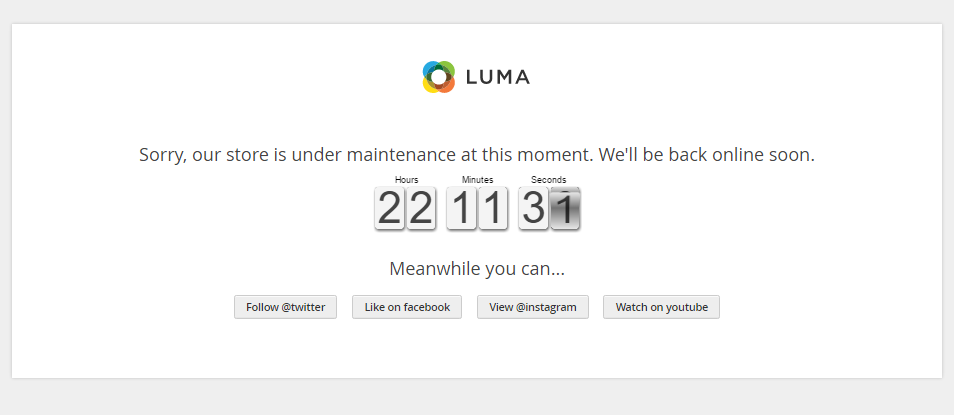 LUMA
Sorry, our store is under maintenance at this moment. We'll be back online soon.
Hours Minutes Seconds
22 11 31
Meanwhile you can...
Follow @twitter Like on facebook View @instagram Watch on youtube